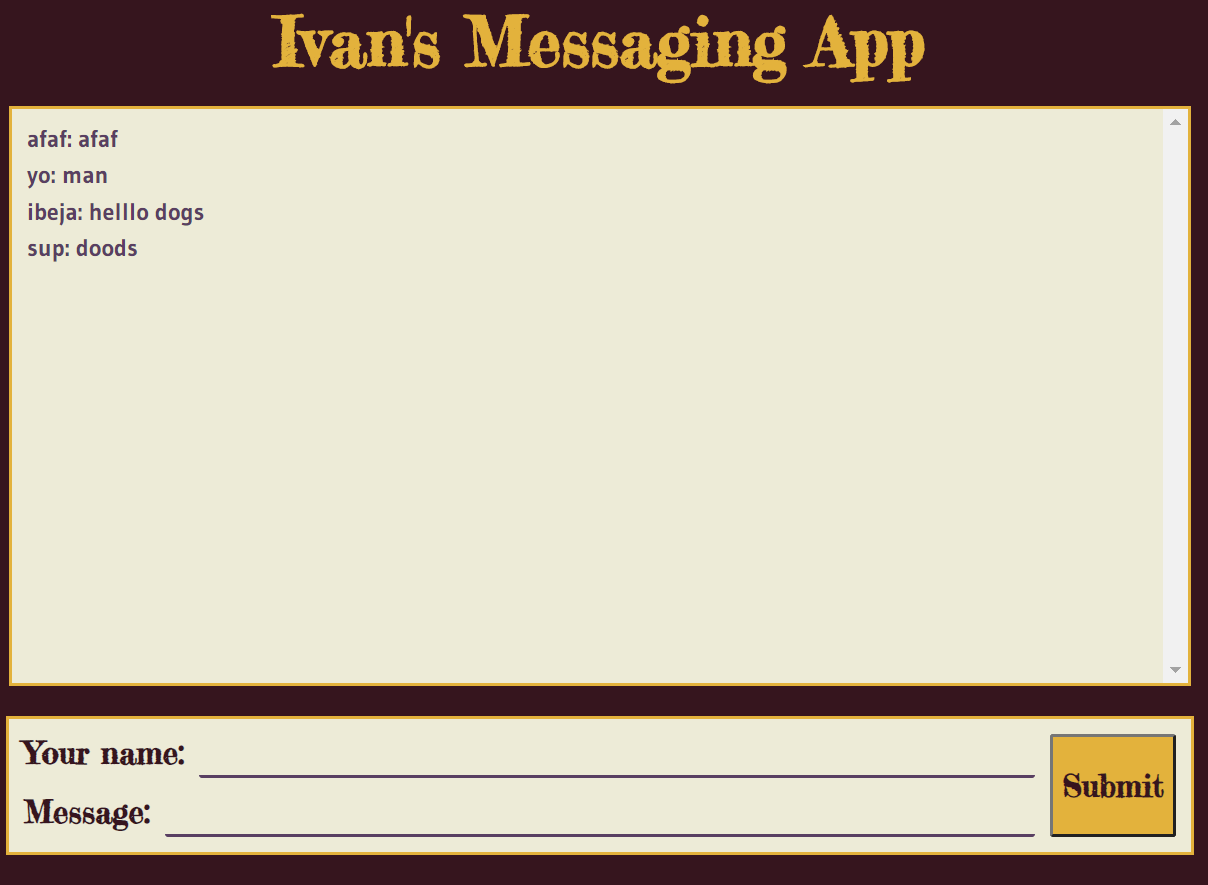 Ivan's Messaging App
afaf: afaf
yo: man
ibeja: helllo dogs
sup: doods
Your name:
Message:
Submit